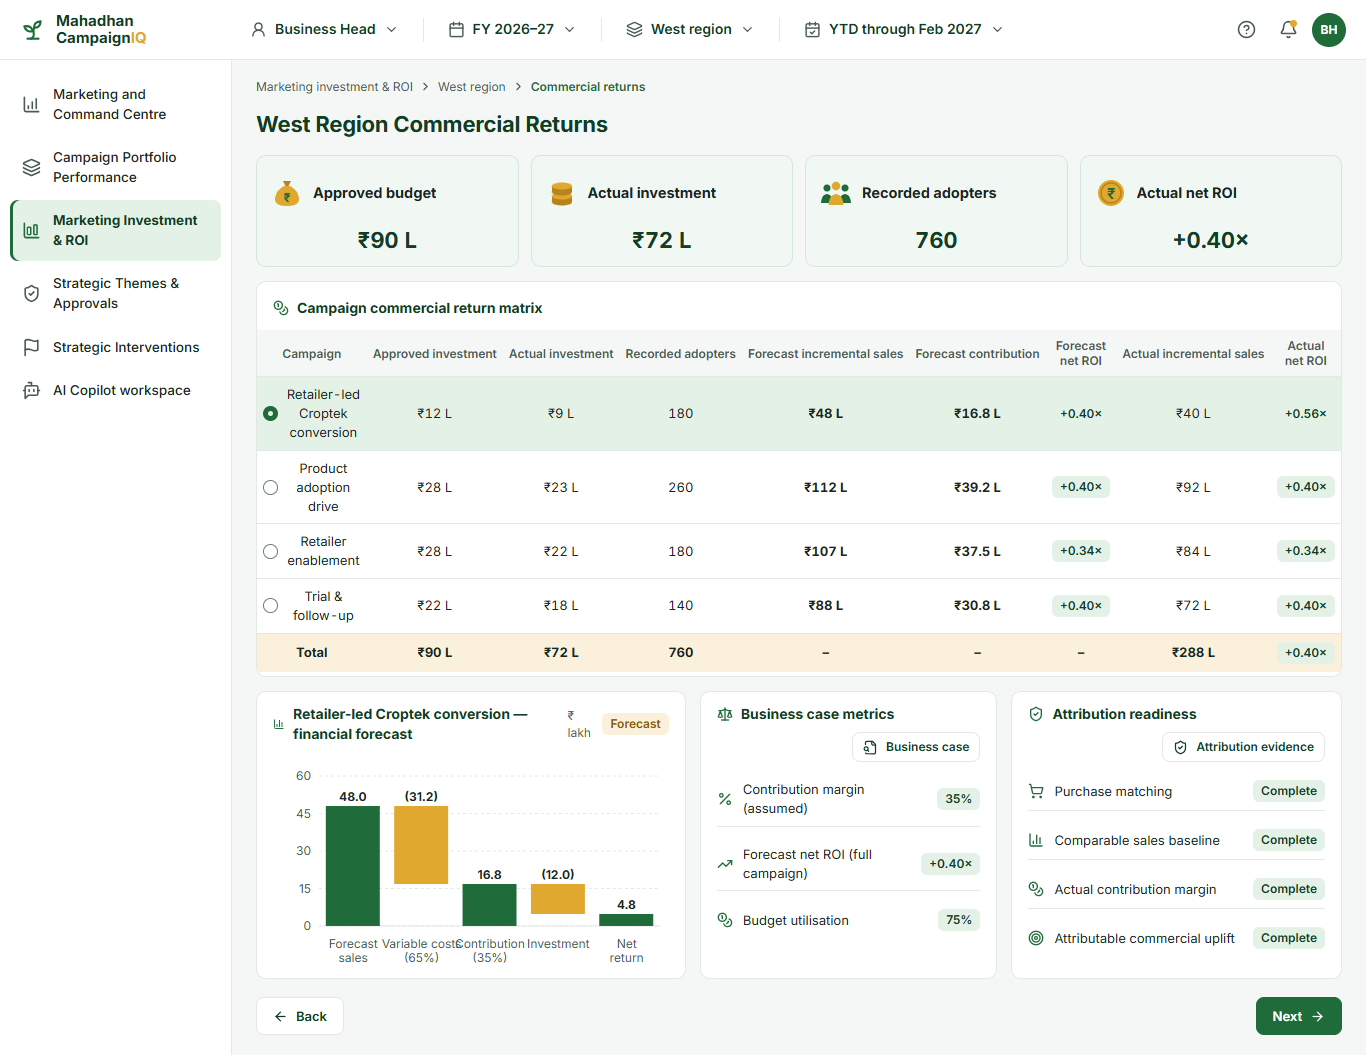 Mahadhan
CampaignIQ
Business Head
FY 2026–27
West region
YTD through Feb 2027
BH
Marketing and
Command Centre
Campaign Portfolio
Performance
Marketing Investment
& ROI
Strategic Themes &
Approvals
Strategic Interventions
AI Copilot workspace
Marketing investment & ROI > West region > Commercial returns
West Region Commercial Returns
Approved budget
₹90 L
Actual investment
₹72 L
Recorded adopters
760
Actual net ROI
+0.40×
Campaign commercial return matrix
Campaign Approved investment Actual investment Recorded adopters Forecast incremental sales Forecast contribution Forecast net ROI Actual incremental sales Actual net ROI
Retailer-led Croptek conversion ₹12 L ₹9 L 180 ₹48 L ₹16.8 L +0.40× ₹40 L +0.56×
Product adoption drive ₹28 L ₹23 L 260 ₹112 L ₹39.2 L +0.40× ₹92 L +0.40×
Retailer enablement ₹28 L ₹22 L 180 ₹107 L ₹37.5 L +0.34× ₹84 L +0.34×
Trial & follow-up ₹22 L ₹18 L 140 ₹88 L ₹30.8 L +0.40× ₹72 L +0.40×
Total ₹90 L ₹72 L 760 – – – ₹288 L +0.40×
Retailer-led Croptek conversion —
financial forecast
₹
lakh
Forecast
60
45
30
15
0
48.0
(31.2)
16.8
(12.0)
4.8
Forecast
sales
Variable costs
(65%)
Contribution
(35%)
Investment
Net
return
Business case metrics
Business case
Contribution margin
(assumed)
35%
Forecast net ROI (full
campaign)
+0.40×
Budget utilisation
75%
Attribution readiness
Attribution evidence
Purchase matching
Complete
Comparable sales baseline
Complete
Actual contribution margin
Complete
Attributable commercial uplift
Complete
← Back
Next →